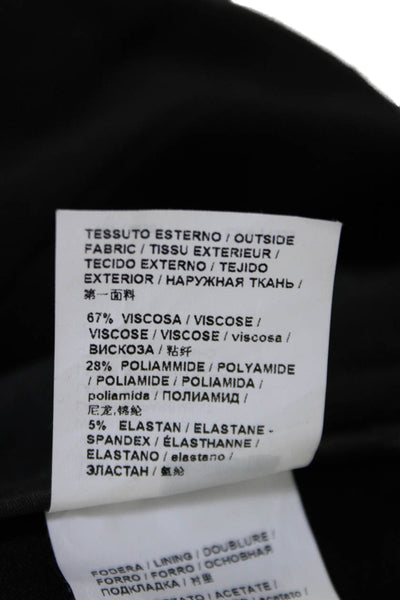 TESSUTO ESTERNO / OUTSIDE
FABRIC / TISSU EXTERIEUR /
TECIDO EXTERNO / TEJIDO
EXTERIOR / НАРУЖНАЯ ТКАНЬ /
第一面料
67% VISCOSA / VISCOSE /
VISCOSE / VISCOSE / viscosa /
ВИСКОЗА / 粘纤
28% POLIAMMIDE / POLYAMIDE
/ POLIAMIDE / POLIAMIDA /
poliamida / ПОЛИАМИД /
尼龙,锦纶
5% ELASTAN / ELASTANE -
SPANDEX / ÉLASTHANNE /
ELASTANO / elastano /
ЭЛАСТАН / 氨纶
FODERA / LINING / DOUBLURE /
FORRO / FORRO / ОСНОВНАЯ
ПОДКЛАДКА / 衬里
ACETATE /